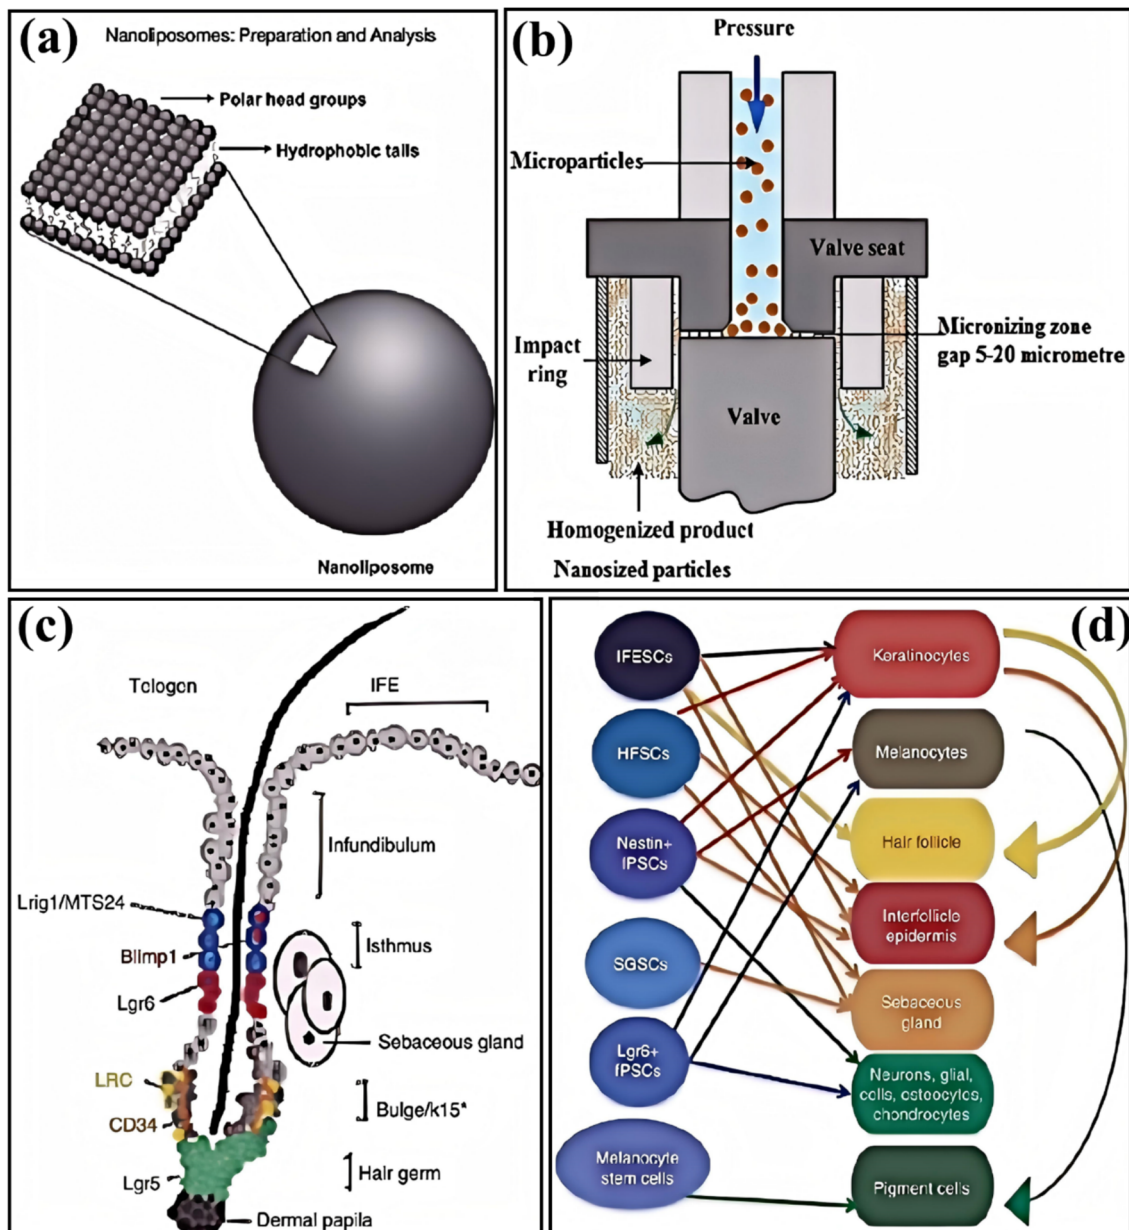 (a)
Nanoliposomes: Preparation and Analysis
Polar head groups
Hydrophobic tails
Nanoliposome
(b)
Pressure
Microparticles
Valve seat
Micronizing zone
gap 5-20 micrometre
Impact
ring
Valve
Homogenized product
Nanosized particles
(c)
Tologon
IFE
Infundibulum
Lrig1/MTS24
Isthmus
Blimp1
Lgr6
Sebaceous gland
LRC
Bulge/k15*
CD34
Lgr5
Hair germ
Dermal papila
(d)
IFESCs
Keratinocytes
HFSCs
Melanocytes
Nestin+
fPSCs
Hair follicle
Interfollicle
epidermis
SGSCs
Sebaceous
gland
Lgr6+
fPSCs
Neurons, glial,
cells, ostoocytes,
chondrocytes
Melanocyte
stem cells
Pigment cells